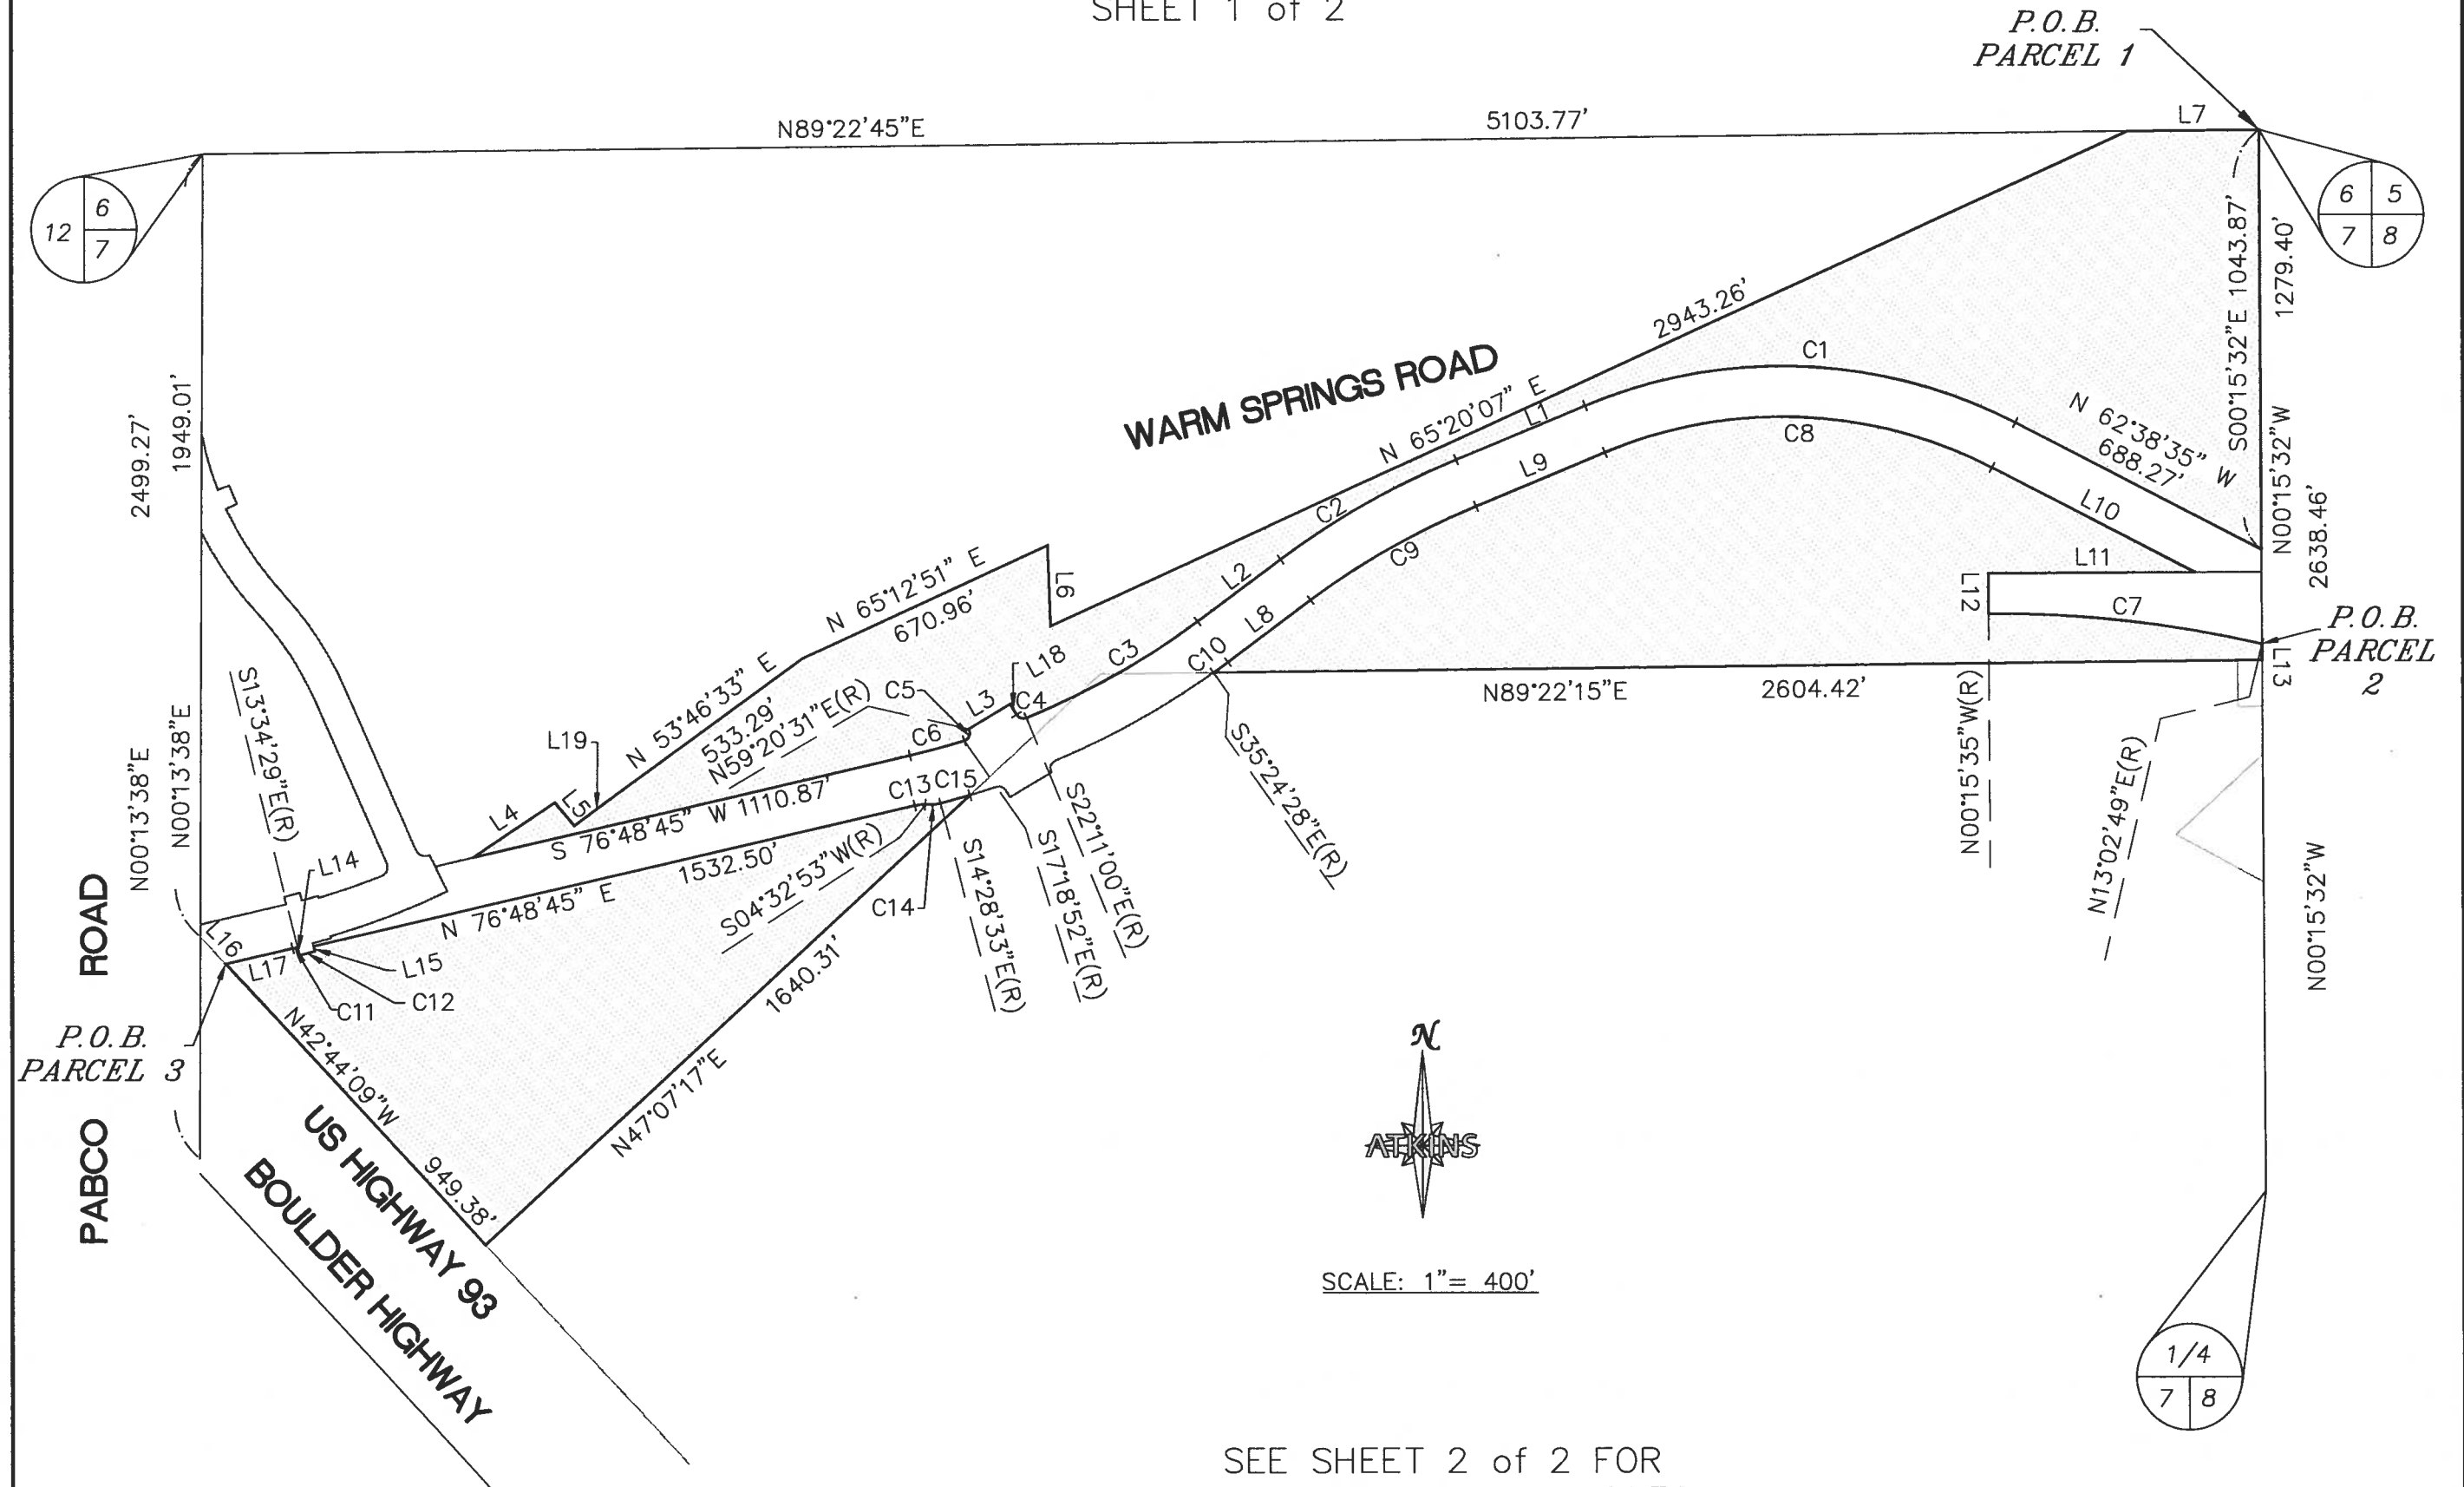 SHEET 1 of 2
P.O.B.
PARCEL 1
N89°22'45"E
5103.77'
L7
12
6
7
6
5
7
8
S00°15'32"E 1043.87'
1279.40'
2943.26'
C1
WARM SPRINGS ROAD
N 65°20'07" E
L1
C8
N 62°38'35" W
688.27'
N00°15'32"W
2638.46'
2499.27'
1949.01'
L9
C2
L10
C9
L2
L11
L12
C7
N 65°12'51" E
670.96'
L6
L8
C10
P.O.B.
PARCEL
2
L13
C3
L18
N 53°46'33" E
533.29'
N59°20'31"E(R)
C5
L3
C4
N89°22'15"E
2604.42'
S13°34'29"E(R)
L19
C6
N00°13'38"E
N00°13'38"E
N00°15'35"W(R)
N13°02'49"E(R)
S35°24'28"E(R)
L4
L5
S 76°48'45" W 1110.87'
C13
C15
1532.50'
N 76°48'45" E
S04°32'53"W(R)
C14
S22°11'00"E(R)
S17°18'52"E(R)
S14°28'33"E(R)
N00°15'32"W
L14
L16
L17
L15
C12
C11
PABCO ROAD
P.O.B.
PARCEL 3
1640.31'
N47°07'17"E
N42°44'09"W
949.38'
US HIGHWAY 93
BOULDER HIGHWAY
N
ATKINS
SCALE: 1"= 400'
1/4
7
8
SEE SHEET 2 of 2 FOR